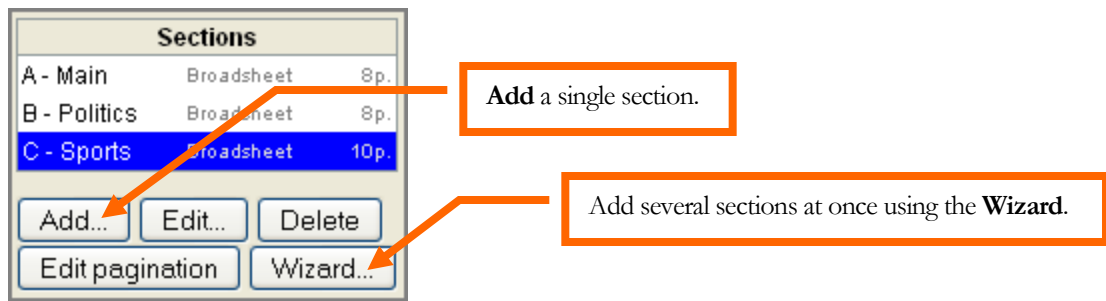 Sections
A - Main Broadsheet 8p.
B - Politics Broadsheet 8p.
C - Sports Broadsheet 10p.
Add... Edit... Delete
Edit pagination Wizard...
Add a single section.
Add several sections at once using the Wizard.